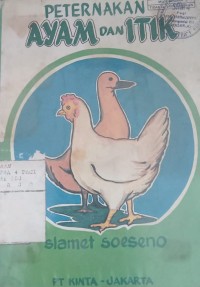 PETERNAKAN
AYAM DAN ITIK
slamet soeseno
PT KINTA - JAKARTA